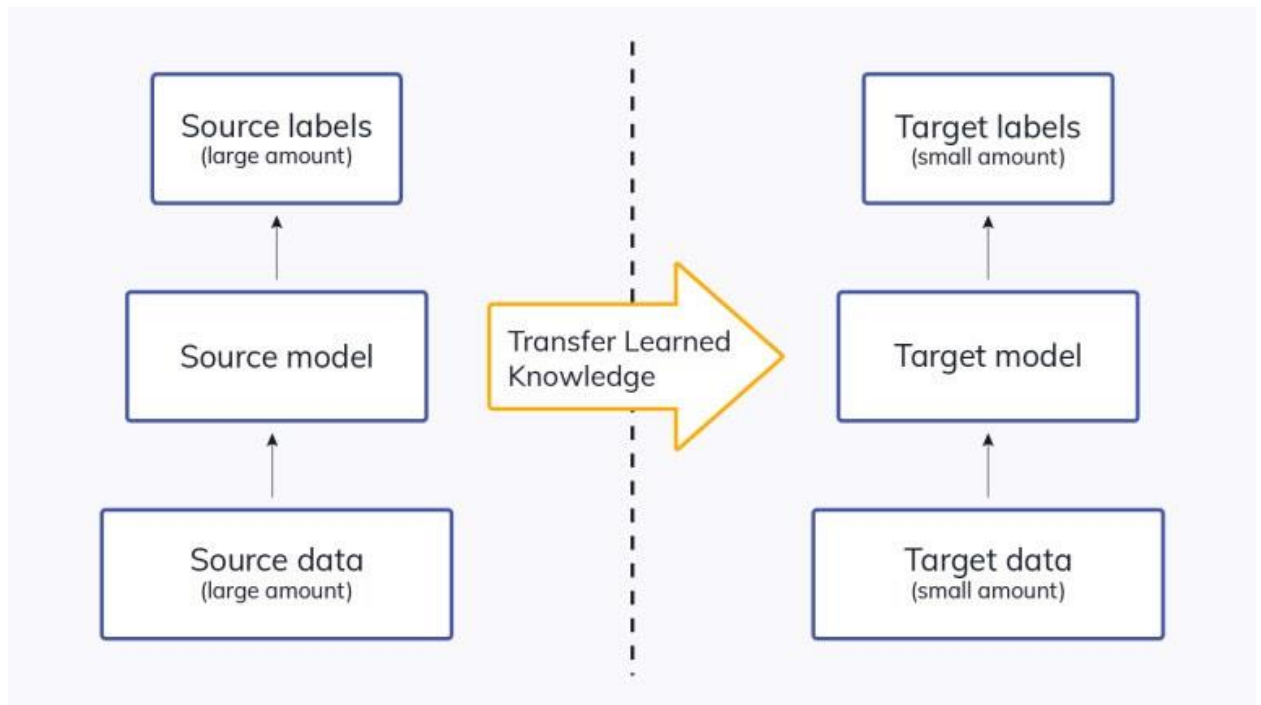 Source labels
(large amount)
Source model
Source data
(large amount)
Transfer Learned
Knowledge
Target labels
(small amount)
Target model
Target data
(small amount)